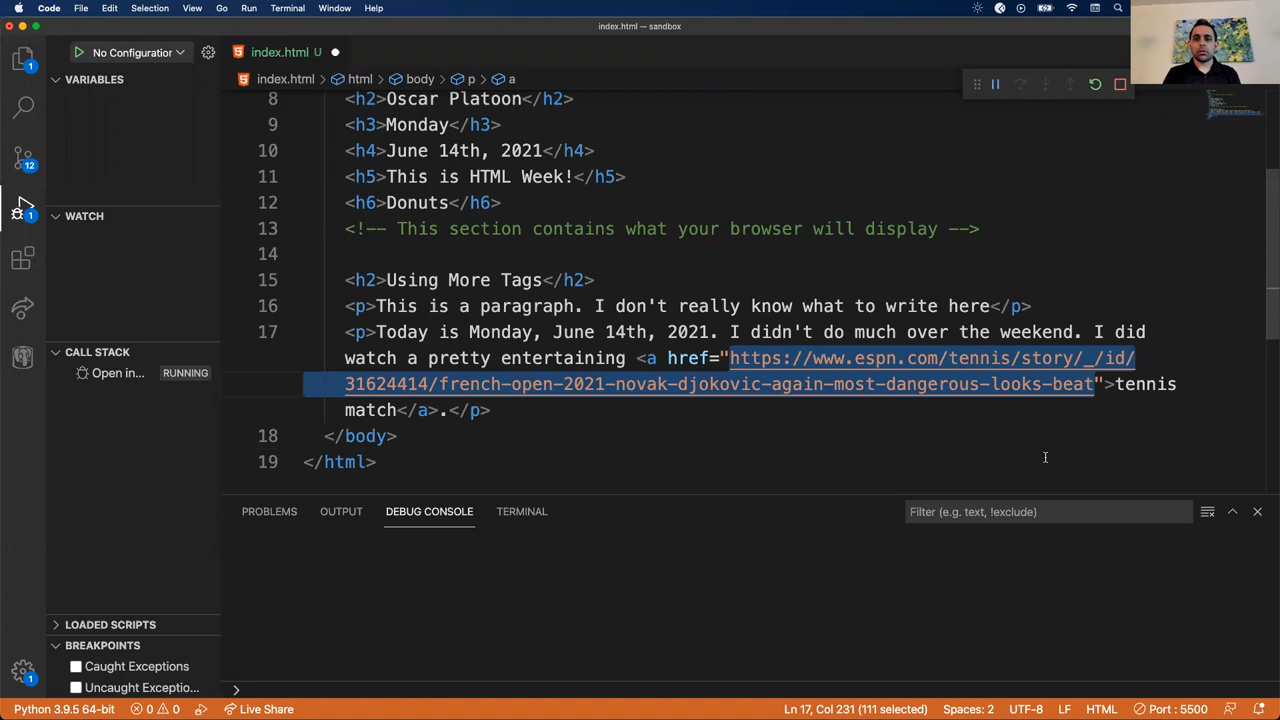 Code File Edit Selection View Go Run Terminal Window Help
index.html — sandbox
No Configuration
index.html U
VARIABLES
index.html > html > body > p > a
8 <h2>Oscar Platoon</h2>
9 <h3>Monday</h3>
10 <h4>June 14th, 2021</h4>
11 <h5>This is HTML Week!</h5>
12 <h6>Donuts</h6>
13 <!-- This section contains what your browser will display -->
14
15 <h2>Using More Tags</h2>
16 <p>This is a paragraph. I don't really know what to write here</p>
17 <p>Today is Monday, June 14th, 2021. I didn't do much over the weekend. I did
watch a pretty entertaining <a href="https://www.espn.com/tennis/story/_/id/
31624414/french-open-2021-novak-djokovic-again-most-dangerous-looks-beat">tennis
match</a>.</p>
18 </body>
19 </html>
1
12
1
1
WATCH
CALL STACK
Open in... RUNNING
LOADED SCRIPTS
BREAKPOINTS
Caught Exceptions
Uncaught Exceptio...
PROBLEMS OUTPUT DEBUG CONSOLE TERMINAL
Filter (e.g. text, !exclude)
>
Python 3.9.5 64-bit 0 0 Live Share Ln 17, Col 231 (111 selected) Spaces: 2 UTF-8 LF HTML Port : 5500